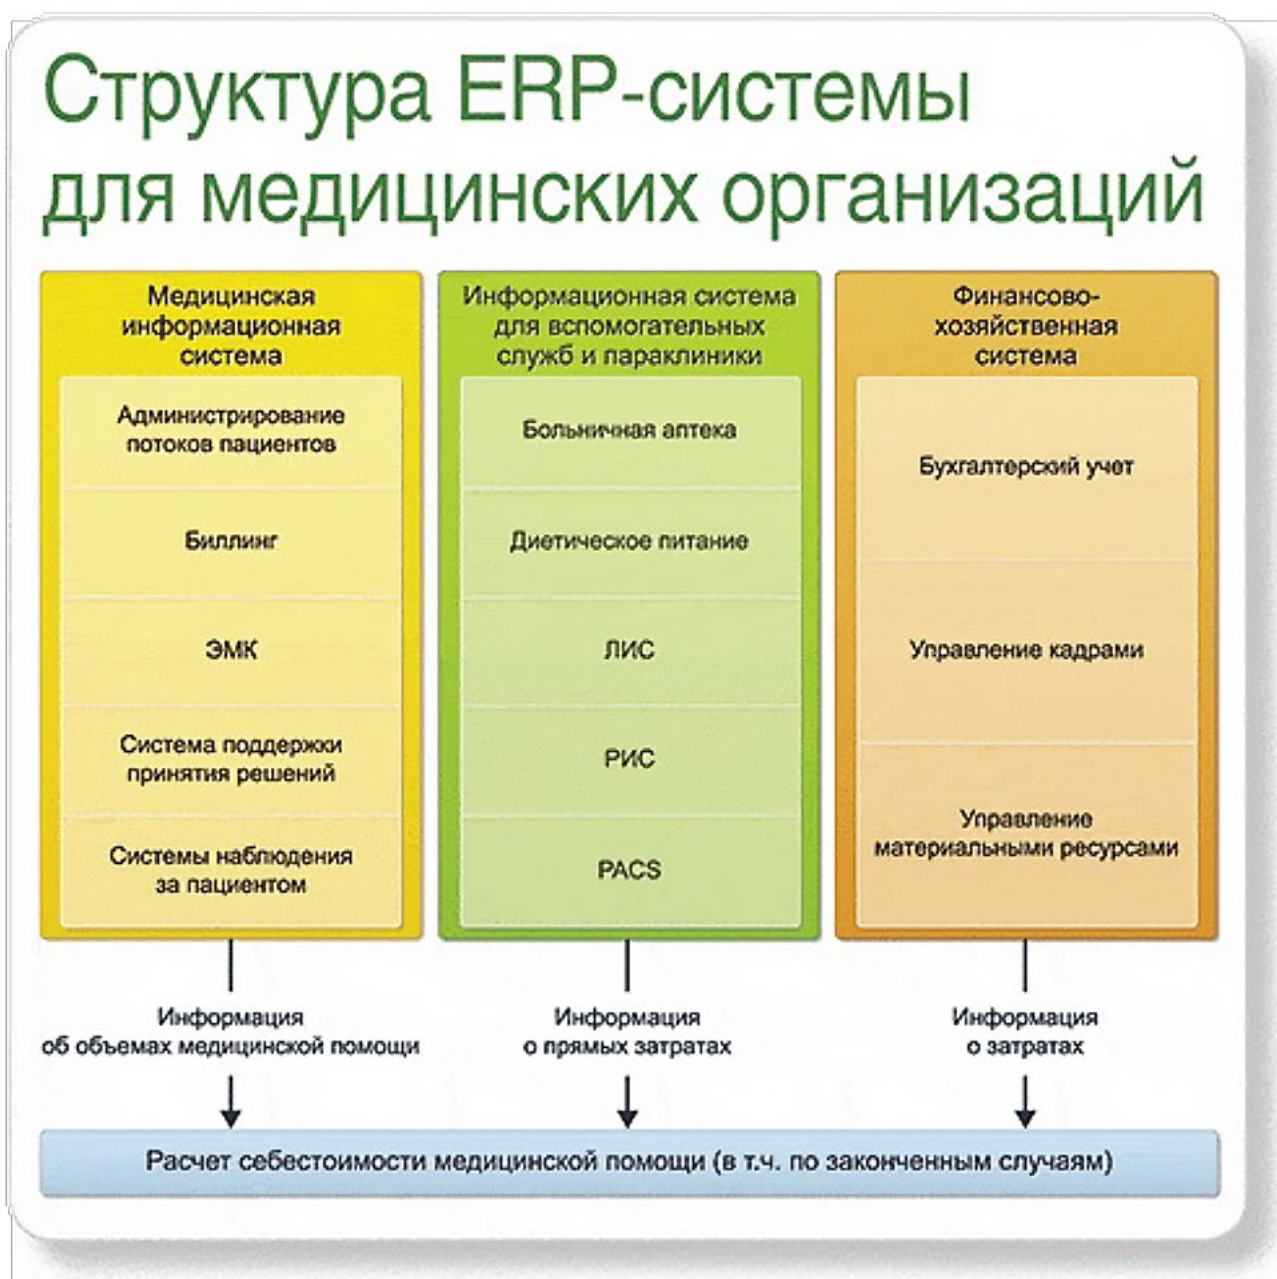 Структура ERP-системы
для медицинских организаций
Медицинская
информационная
система
Администрирование
потоков пациентов
Биллинг
ЭМК
Система поддержки
принятия решений
Системы наблюдения
за пациентом
Информационная система
для вспомогательных
служб и параклиники
Больничная аптека
Диетическое питание
ЛИС
РИС
PACS
Финансово-
хозяйственная
система
Бухгалтерский учет
Управление кадрами
Управление
материальными ресурсами
Информация
об объемах медицинской помощи
Информация
о прямых затратах
Информация
о затратах
Расчет себестоимости медицинской помощи (в т.ч. по законченным случаям)